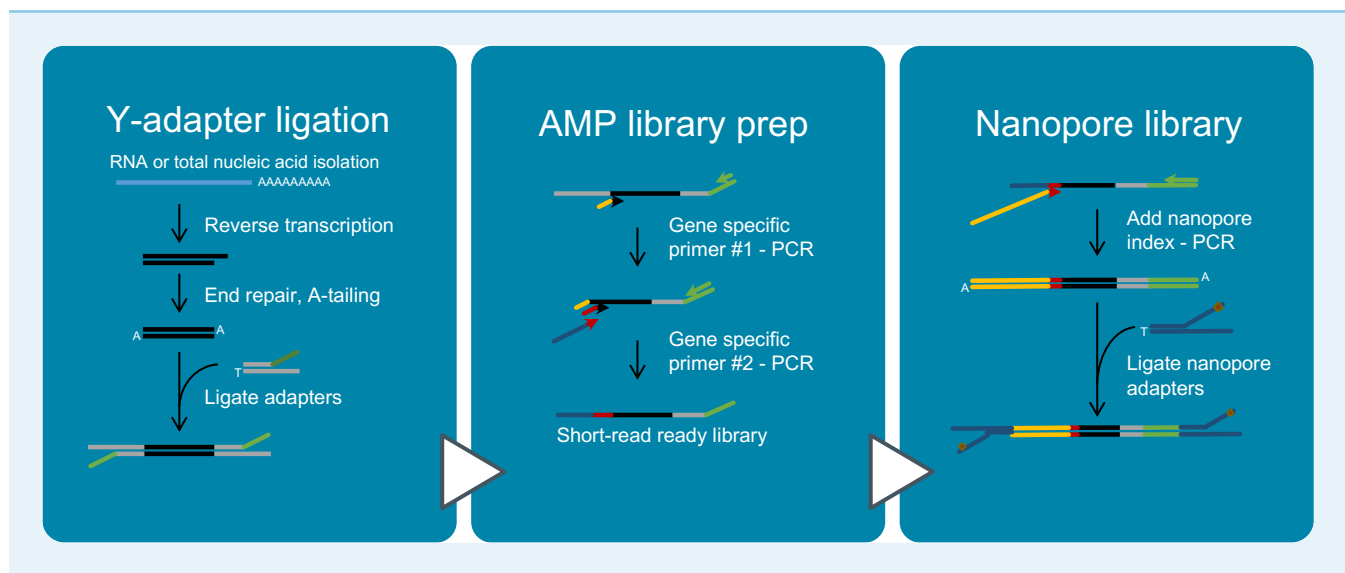 Y-adapter ligation
RNA or total nucleic acid isolation
AAAAAAAAA
Reverse transcription
End repair, A-tailing
A
A
T
Ligate adapters
AMP library prep
Gene specific
primer #1 - PCR
Gene specific
primer #2 - PCR
Short-read ready library
Nanopore library
Add nanopore
index - PCR
A
A
T
Ligate nanopore
adapters